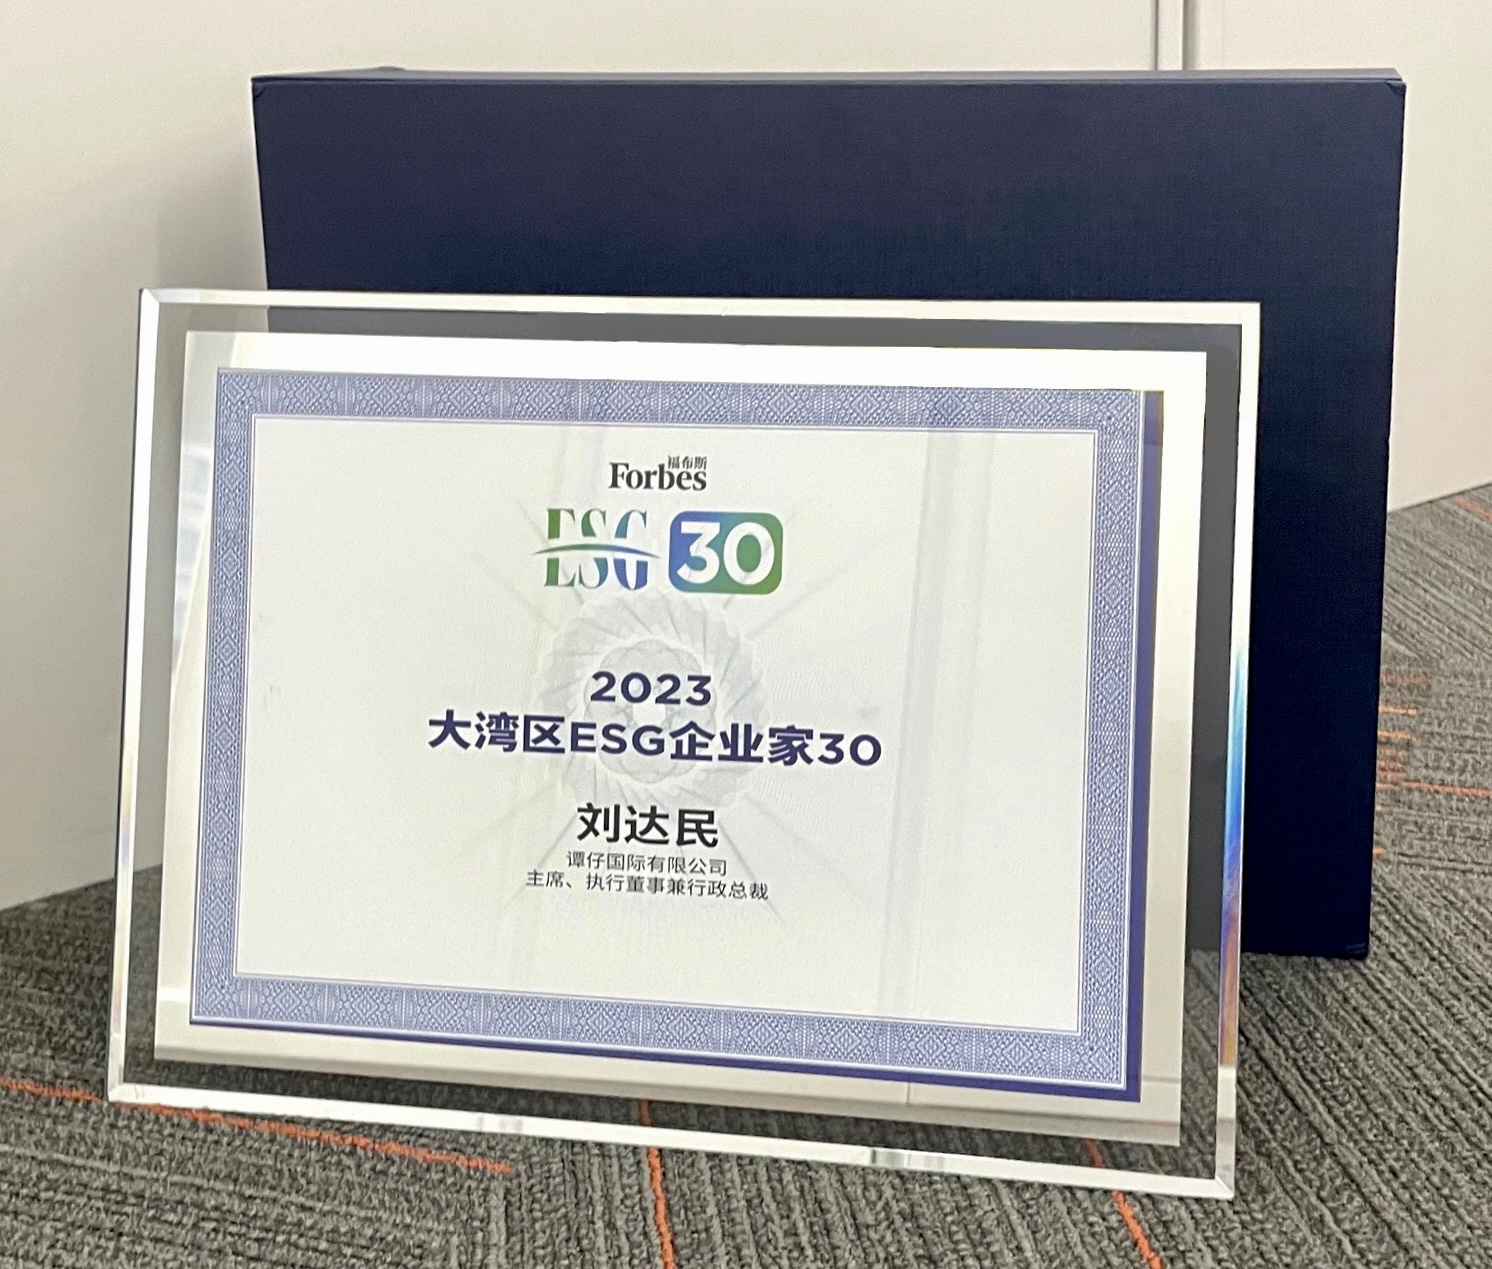 福布斯
Forbes
ESG 30
2023
大湾区ESG企业家30
刘达民
谭仔国际有限公司
主席、执行董事兼行政总裁